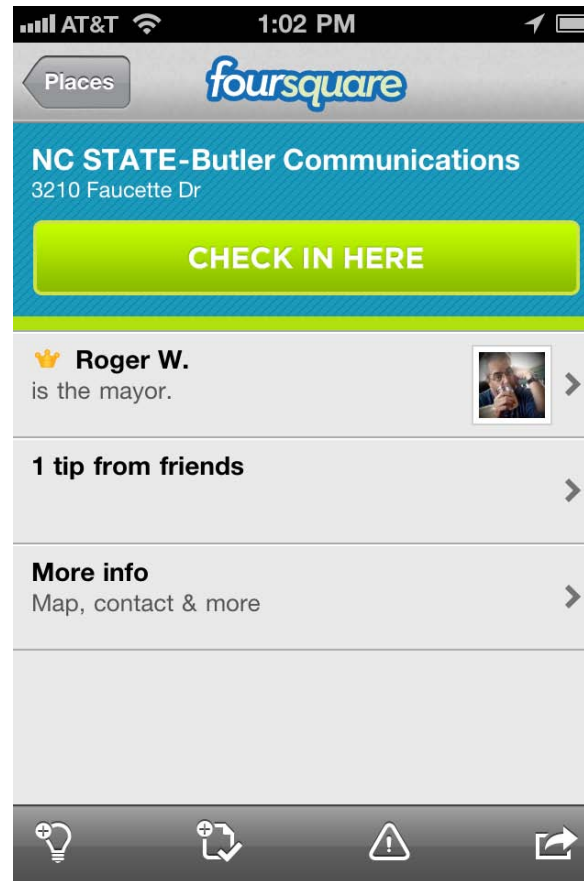 AT&T 1:02 PM
Places foursquare
NC STATE-Butler Communications
3210 Faucette Dr
CHECK IN HERE
Roger W.
is the mayor.
1 tip from friends
More info
Map, contact & more